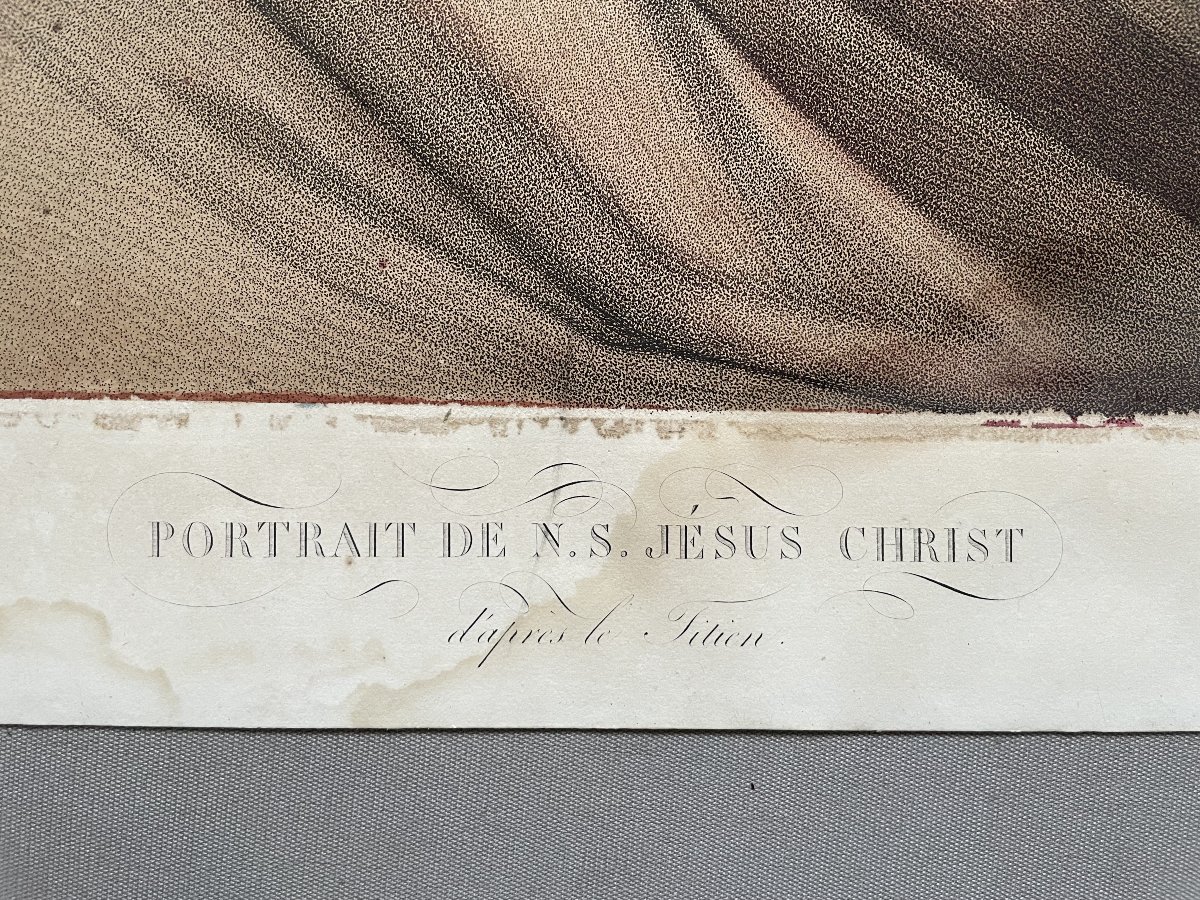 PORTRAIT DE N. S. JÉSUS CHRIST
d'après le Titien.